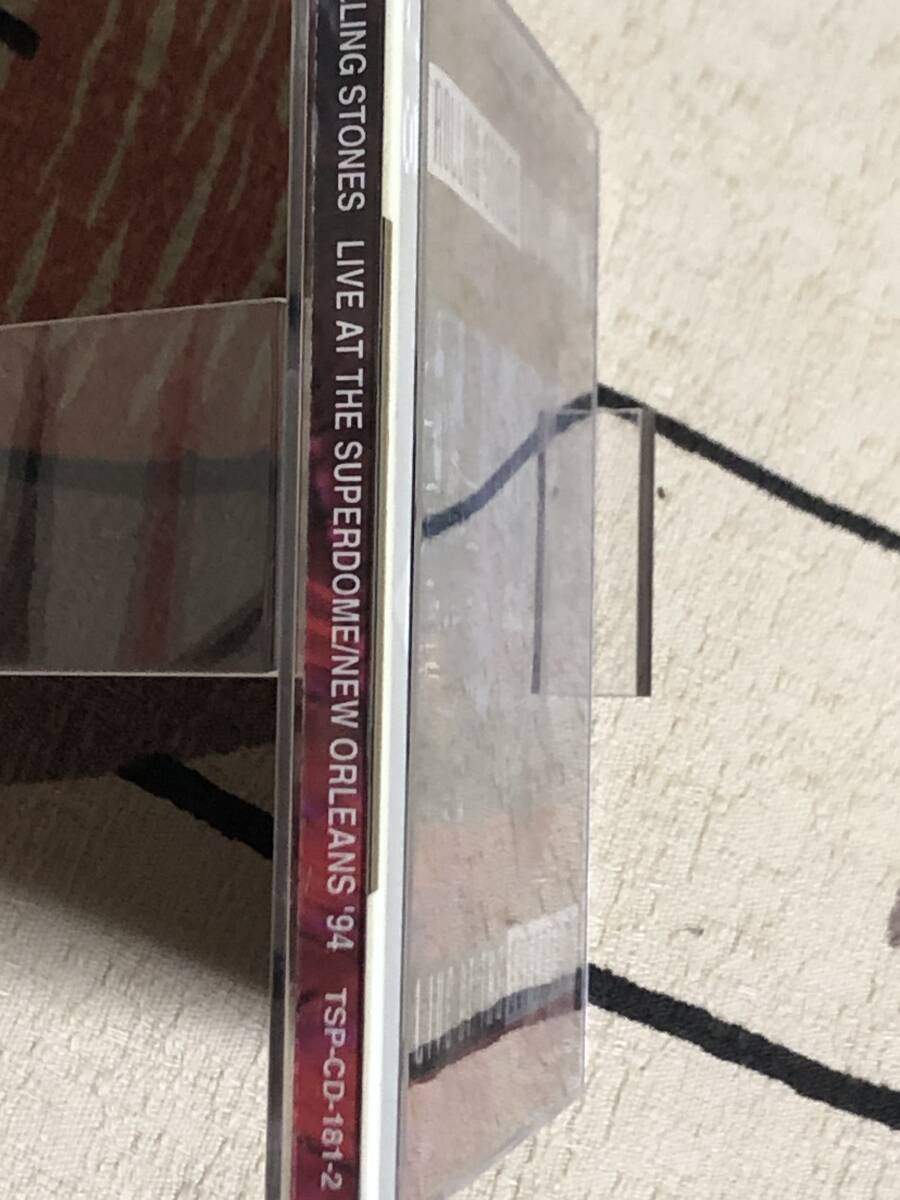 LLING STONES LIVE AT THE SUPERDOME/NEW ORLEANS '94 TSP-CD-181-2